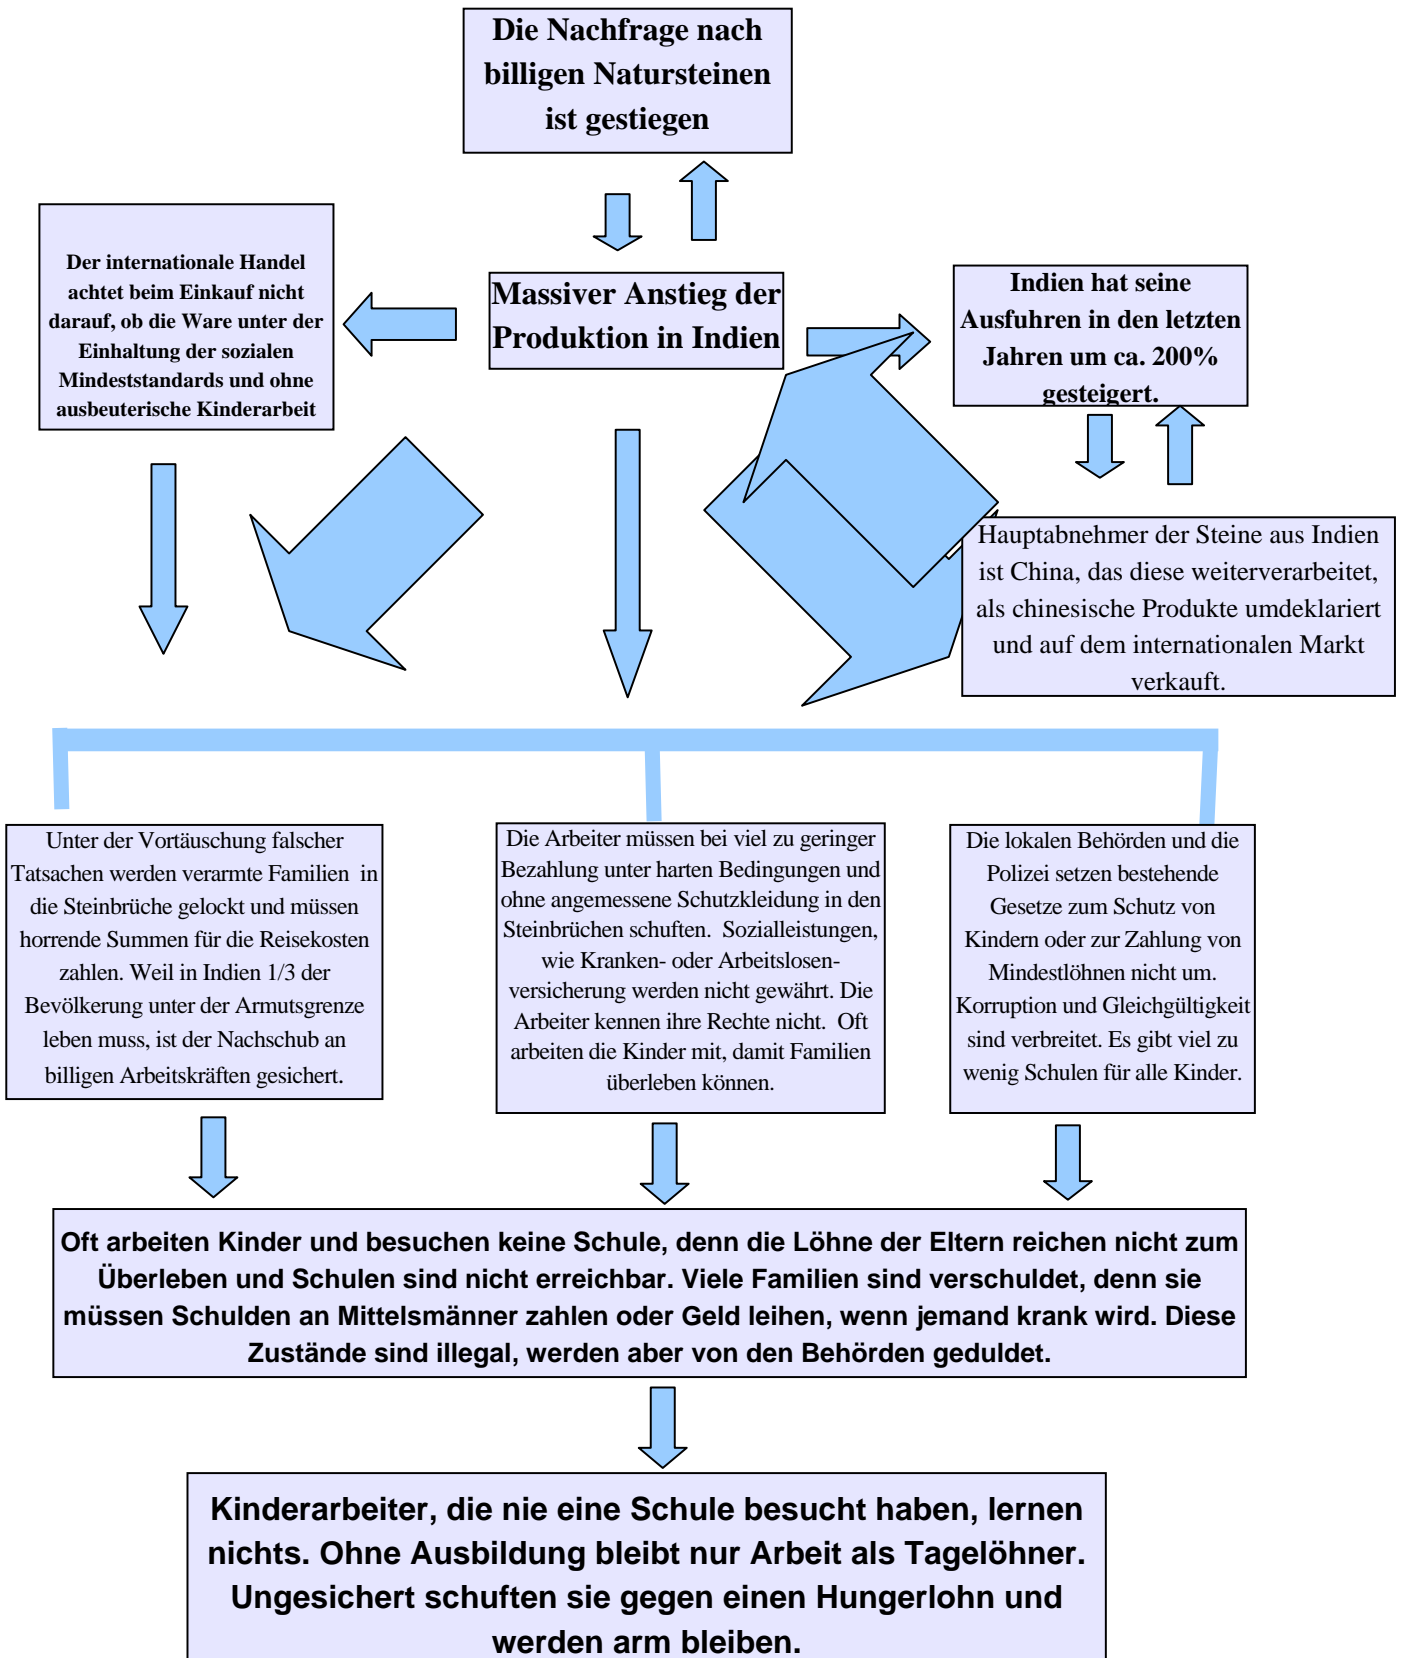 Die Nachfrage nach
billigen Natursteinen
ist gestiegen
Der internationale Handel
achtet beim Einkauf nicht
darauf, ob die Ware unter der
Einhaltung der sozialen
Mindeststandards und ohne
ausbeuterische Kinderarbeit
Massiver Anstieg der
Produktion in Indien
Indien hat seine
Ausfuhren in den letzten
Jahren um ca. 200%
gesteigert.
Hauptabnehmer der Steine aus Indien
ist China, das diese weiterverarbeitet,
als chinesische Produkte umdeklariert
und auf dem internationalen Markt
verkauft.
Unter der Vortäuschung falscher
Tatsachen werden verarmte Familien in
die Steinbrüche gelockt und müssen
horrende Summen für die Reisekosten
zahlen. Weil in Indien 1/3 der
Bevölkerung unter der Armutsgrenze
leben muss, ist der Nachschub an
billigen Arbeitskräften gesichert.
Die Arbeiter müssen bei viel zu geringer
Bezahlung unter harten Bedingungen und
ohne angemessene Schutzkleidung in den
Steinbrüchen schuften. Sozialleistungen,
wie Kranken- oder Arbeitslosen-
versicherung werden nicht gewährt. Die
Arbeiter kennen ihre Rechte nicht. Oft
arbeiten die Kinder mit, damit Familien
überleben können.
Die lokalen Behörden und die
Polizei setzen bestehende
Gesetze zum Schutz von
Kindern oder zur Zahlung von
Mindestlöhnen nicht um.
Korruption und Gleichgültigkeit
sind verbreitet. Es gibt viel zu
wenig Schulen für alle Kinder.
Oft arbeiten Kinder und besuchen keine Schule, denn die Löhne der Eltern reichen nicht zum
Überleben und Schulen sind nicht erreichbar. Viele Familien sind verschuldet, denn sie
müssen Schulden an Mittelsmänner zahlen oder Geld leihen, wenn jemand krank wird. Diese
Zustände sind illegal, werden aber von den Behörden geduldet.
Kinderarbeiter, die nie eine Schule besucht haben, lernen
nichts. Ohne Ausbildung bleibt nur Arbeit als Tagelöhner.
Ungesichert schuften sie gegen einen Hungerlohn und
werden arm bleiben.